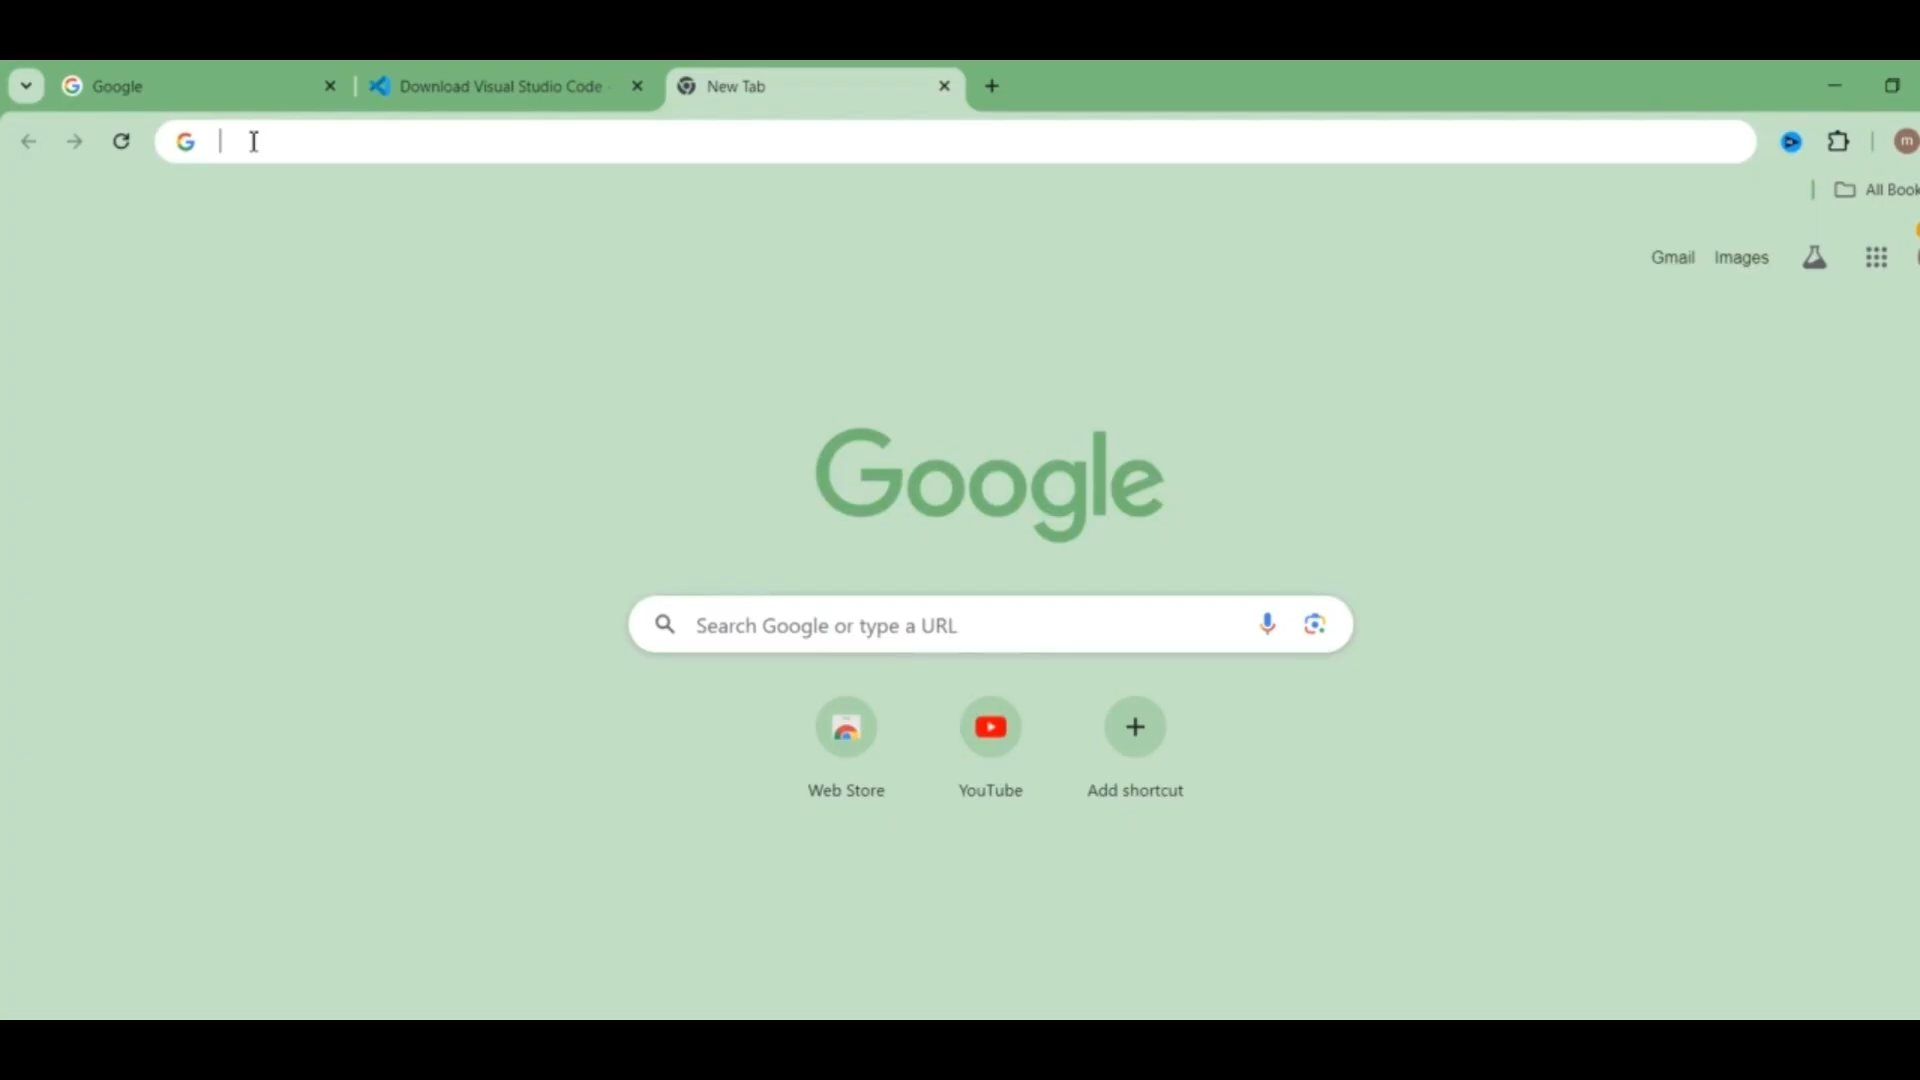 Google
Download Visual Studio Code
New Tab
m
All Book
Gmail
Images
Google
Search Google or type a URL
Web Store
YouTube
Add shortcut